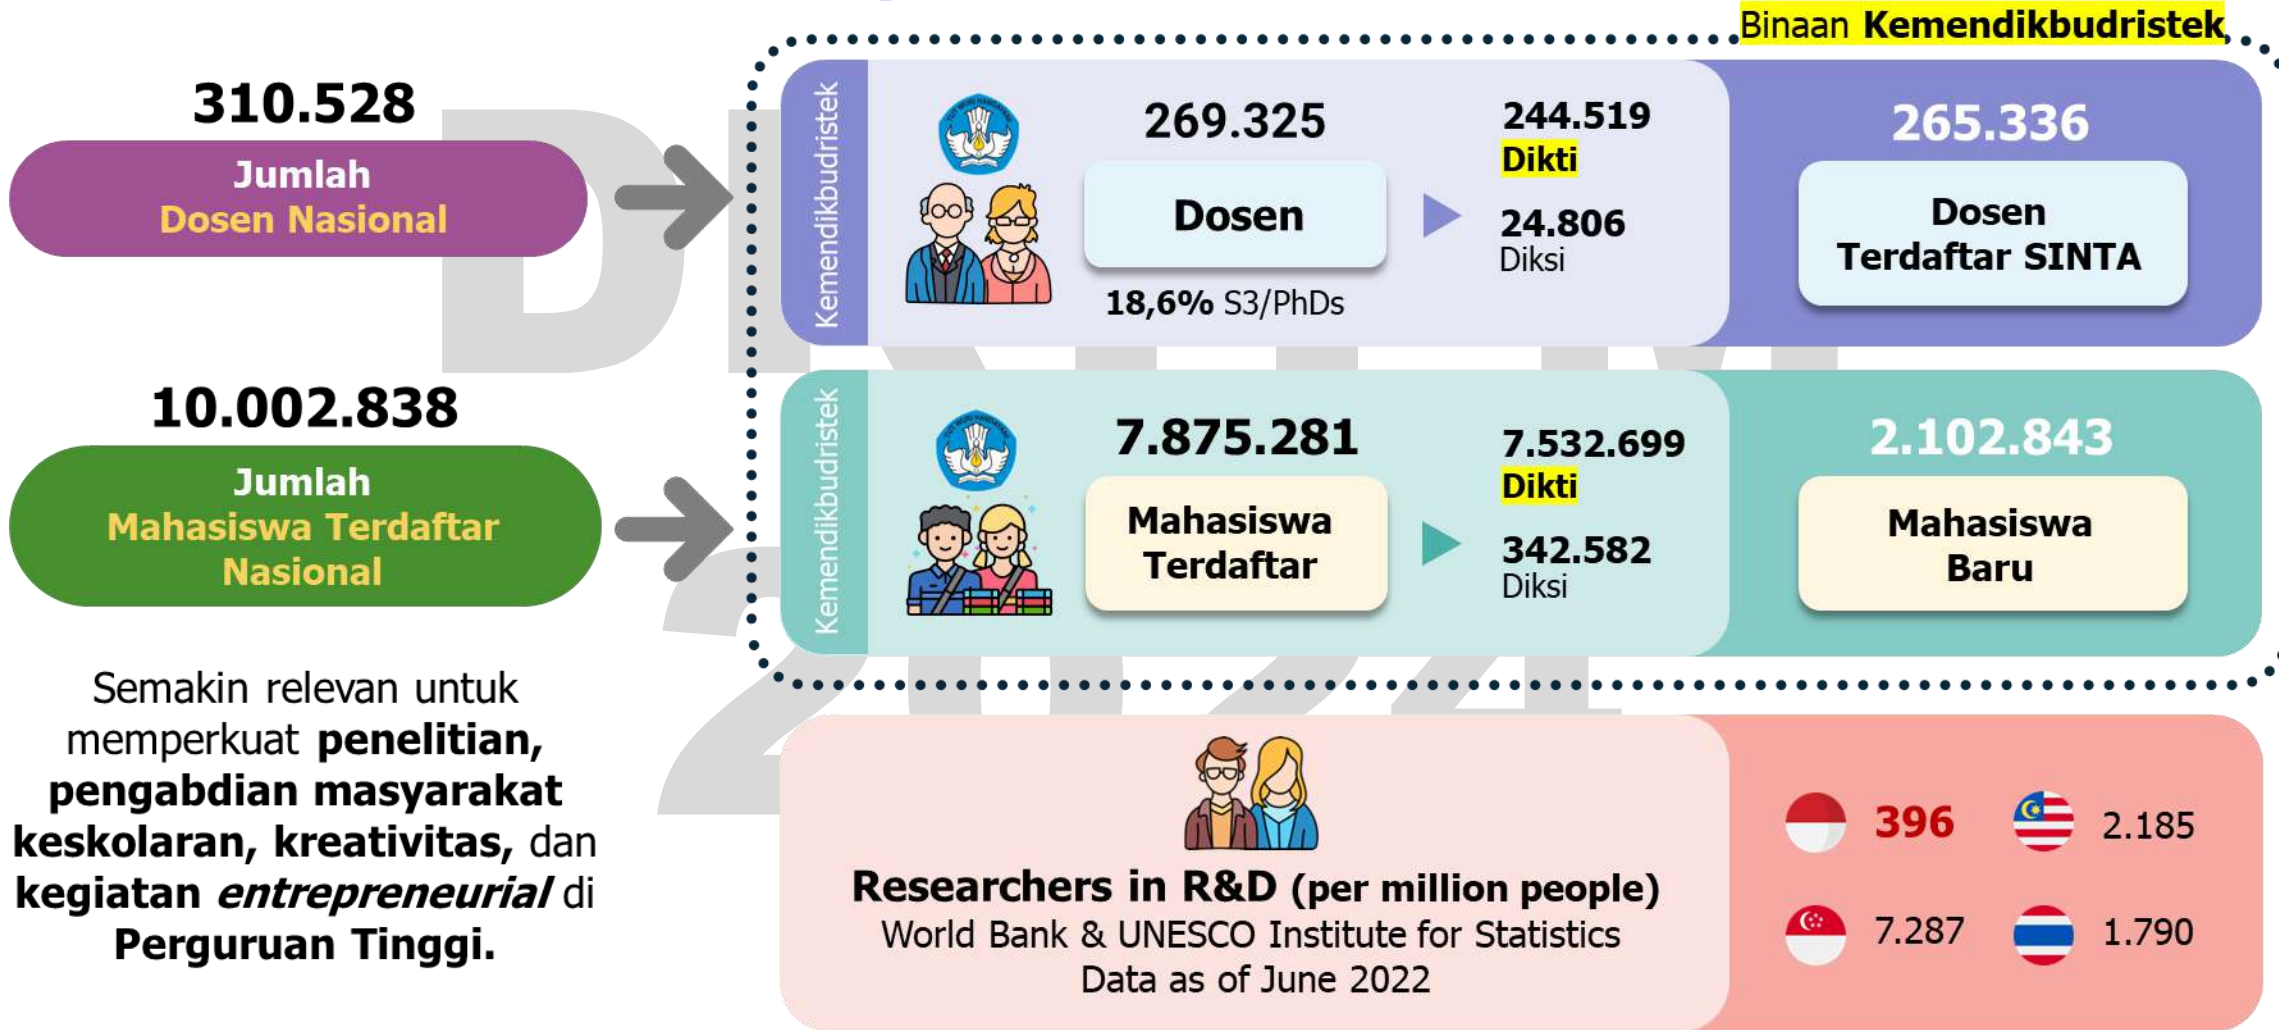 Binaan Kemendikbudristek
310.528
Jumlah
Dosen Nasional
Kemendikbudristek
269.325
Dosen
18,6% S3/PhDs
244.519
Dikti
24.806
Diksi
265.336
Dosen
Terdaftar SINTA
10.002.838
Jumlah
Mahasiswa Terdaftar
Nasional
Kemendikbudristek
7.875.281
Mahasiswa
Terdaftar
7.532.699
Dikti
342.582
Diksi
2.102.843
Mahasiswa
Baru
Semakin relevan untuk
memperkuat penelitian,
pengabdian masyarakat
keskolaran, kreativitas, dan
kegiatan entrepreneurial di
Perguruan Tinggi.
Researchers in R&D (per million people)
World Bank & UNESCO Institute for Statistics
Data as of June 2022
396
2.185
7.287
1.790
2024